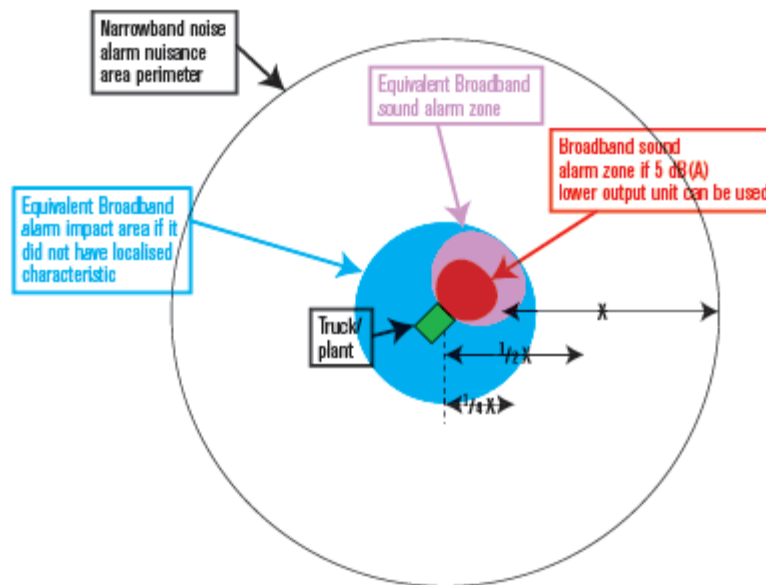 Narrowband noise
alarm nuisance
area perimeter
Equivalent Broadband
sound alarm zone
Broadband sound
alarm zone if 5 dB(A)
lower output unit can be used
Equivalent Broadband
alarm impact area if it
did not have localised
characteristic
Truck/
plant
X
1/2 X
1/4 X